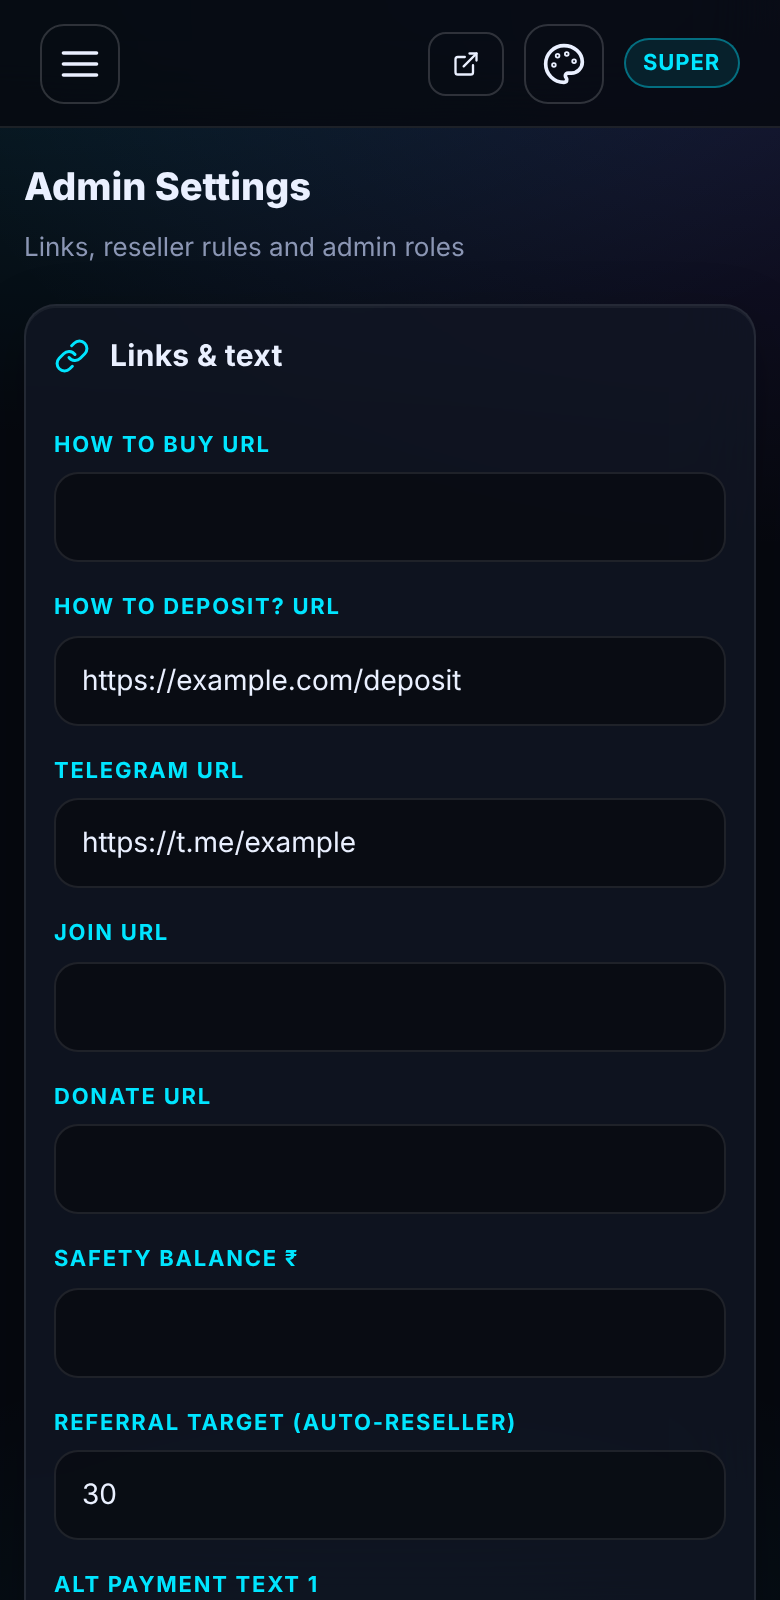 SUPER
Admin Settings
Links, reseller rules and admin roles
Links & text
HOW TO BUY URL
HOW TO DEPOSIT? URL
https://example.com/deposit
TELEGRAM URL
https://t.me/example
JOIN URL
DONATE URL
SAFETY BALANCE ₹
REFERRAL TARGET (AUTO-RESELLER)
30
ALT PAYMENT TEXT 1